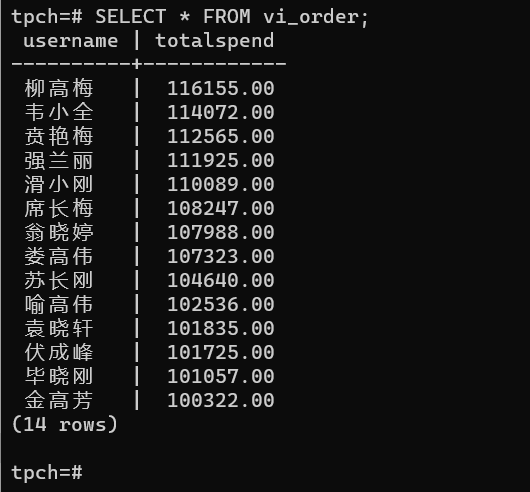 tpch=# SELECT * FROM vi_order;
 username | totalspend
----------+------------
 柳高梅   |  116155.00
 韦小全   |  114072.00
 贲艳梅   |  112565.00
 强兰丽   |  111925.00
 滑小刚   |  110089.00
 席长梅   |  108247.00
 翁晓婷   |  107988.00
 娄高伟   |  107323.00
 苏长刚   |  104640.00
 喻高伟   |  102536.00
 袁晓轩   |  101835.00
 伏成峰   |  101725.00
 毕晓刚   |  101057.00
 金高芳   |  100322.00
(14 rows)
tpch=#